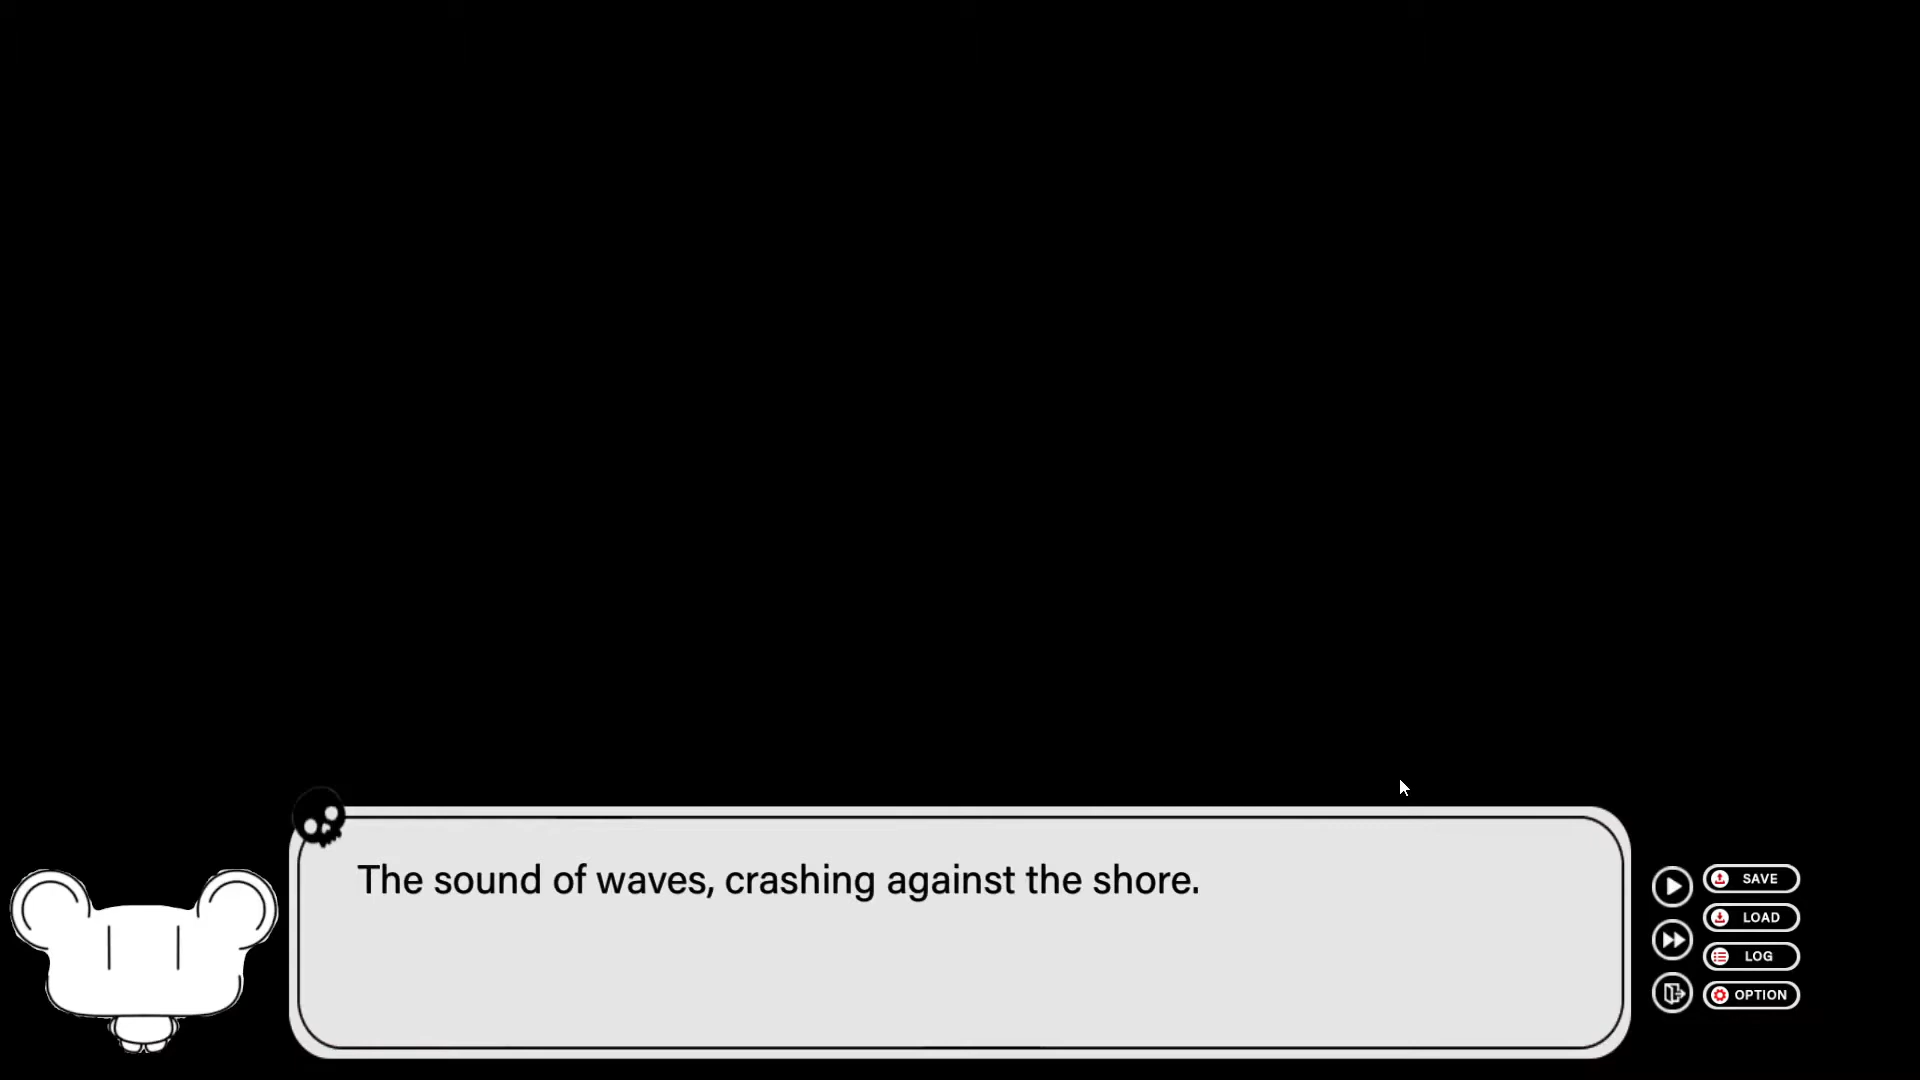 The sound of waves, crashing against the shore.
SAVE
LOAD
LOG
OPTION